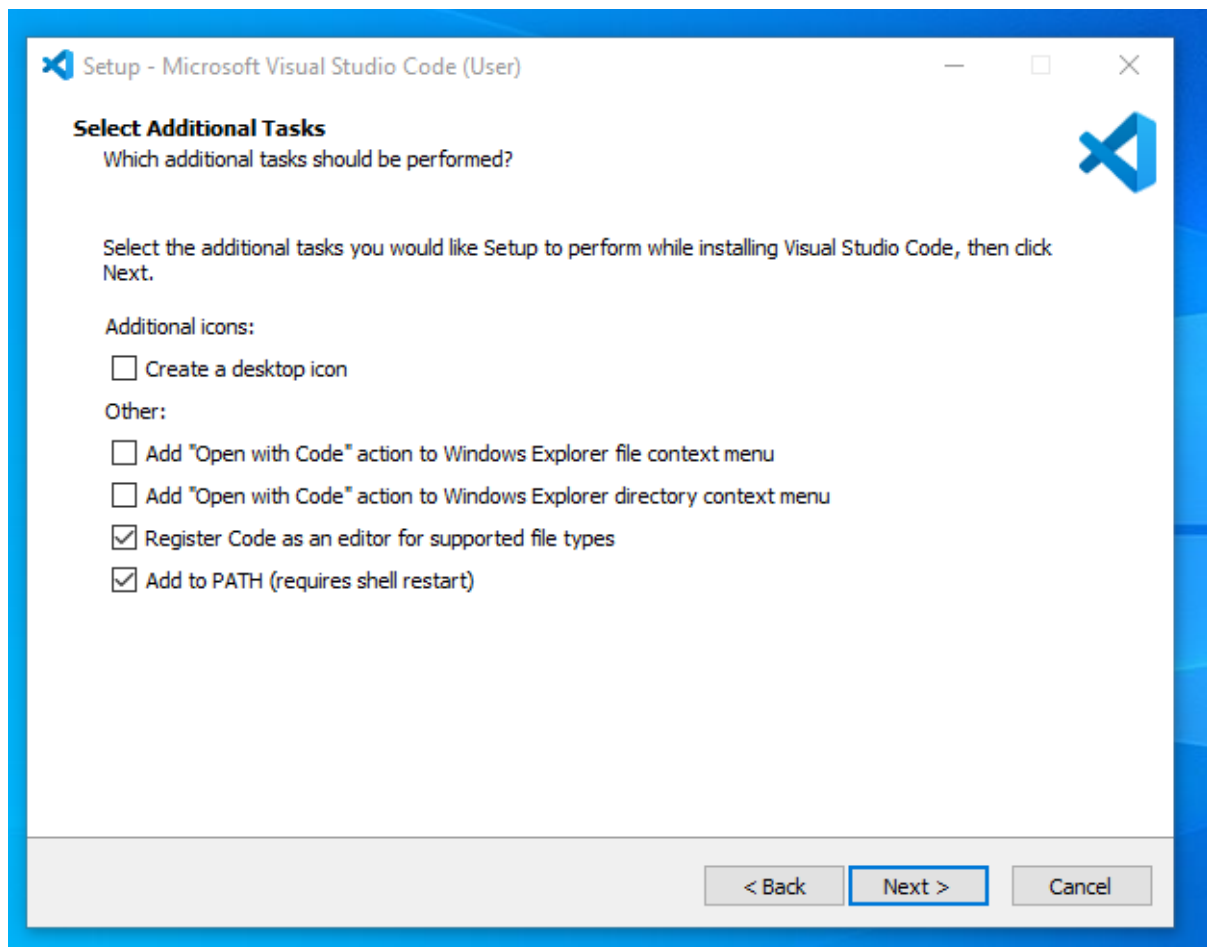 Setup - Microsoft Visual Studio Code (User)
Select Additional Tasks
Which additional tasks should be performed?
Select the additional tasks you would like Setup to perform while installing Visual Studio Code, then click
Next.
Additional icons:
Create a desktop icon
Other:
Add "Open with Code" action to Windows Explorer file context menu
Add "Open with Code" action to Windows Explorer directory context menu
Register Code as an editor for supported file types
Add to PATH (requires shell restart)
< Back Next > Cancel